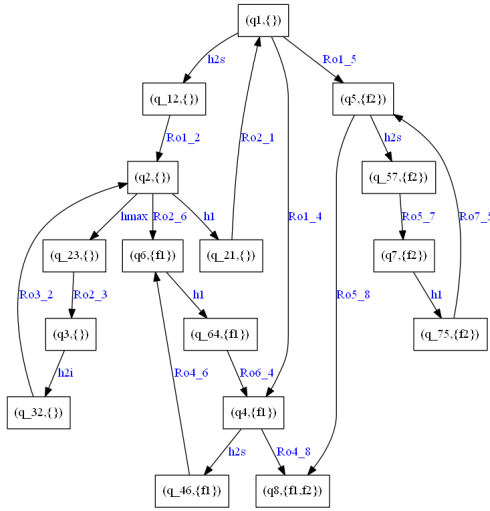 (q1,{})
h2s
Ro1_5
(q_12,{})
(q5,{f2})
Ro1_2
Ro2_1
h2s
(q2,{})
(q_57,{f2})
hmax
Ro2_6
h1
Ro1_4
Ro5_7
Ro7_5
(q_23,{})
(q6,{f1})
(q_21,{})
(q7,{f2})
Ro3_2
Ro2_3
h1
Ro5_8
h1
(q3,{})
(q_64,{f1})
(q_75,{f2})
h2i
Ro4_6
Ro6_4
(q_32,{})
(q4,{f1})
h2s
Ro4_8
(q_46,{f1})
(q8,{f1,f2})